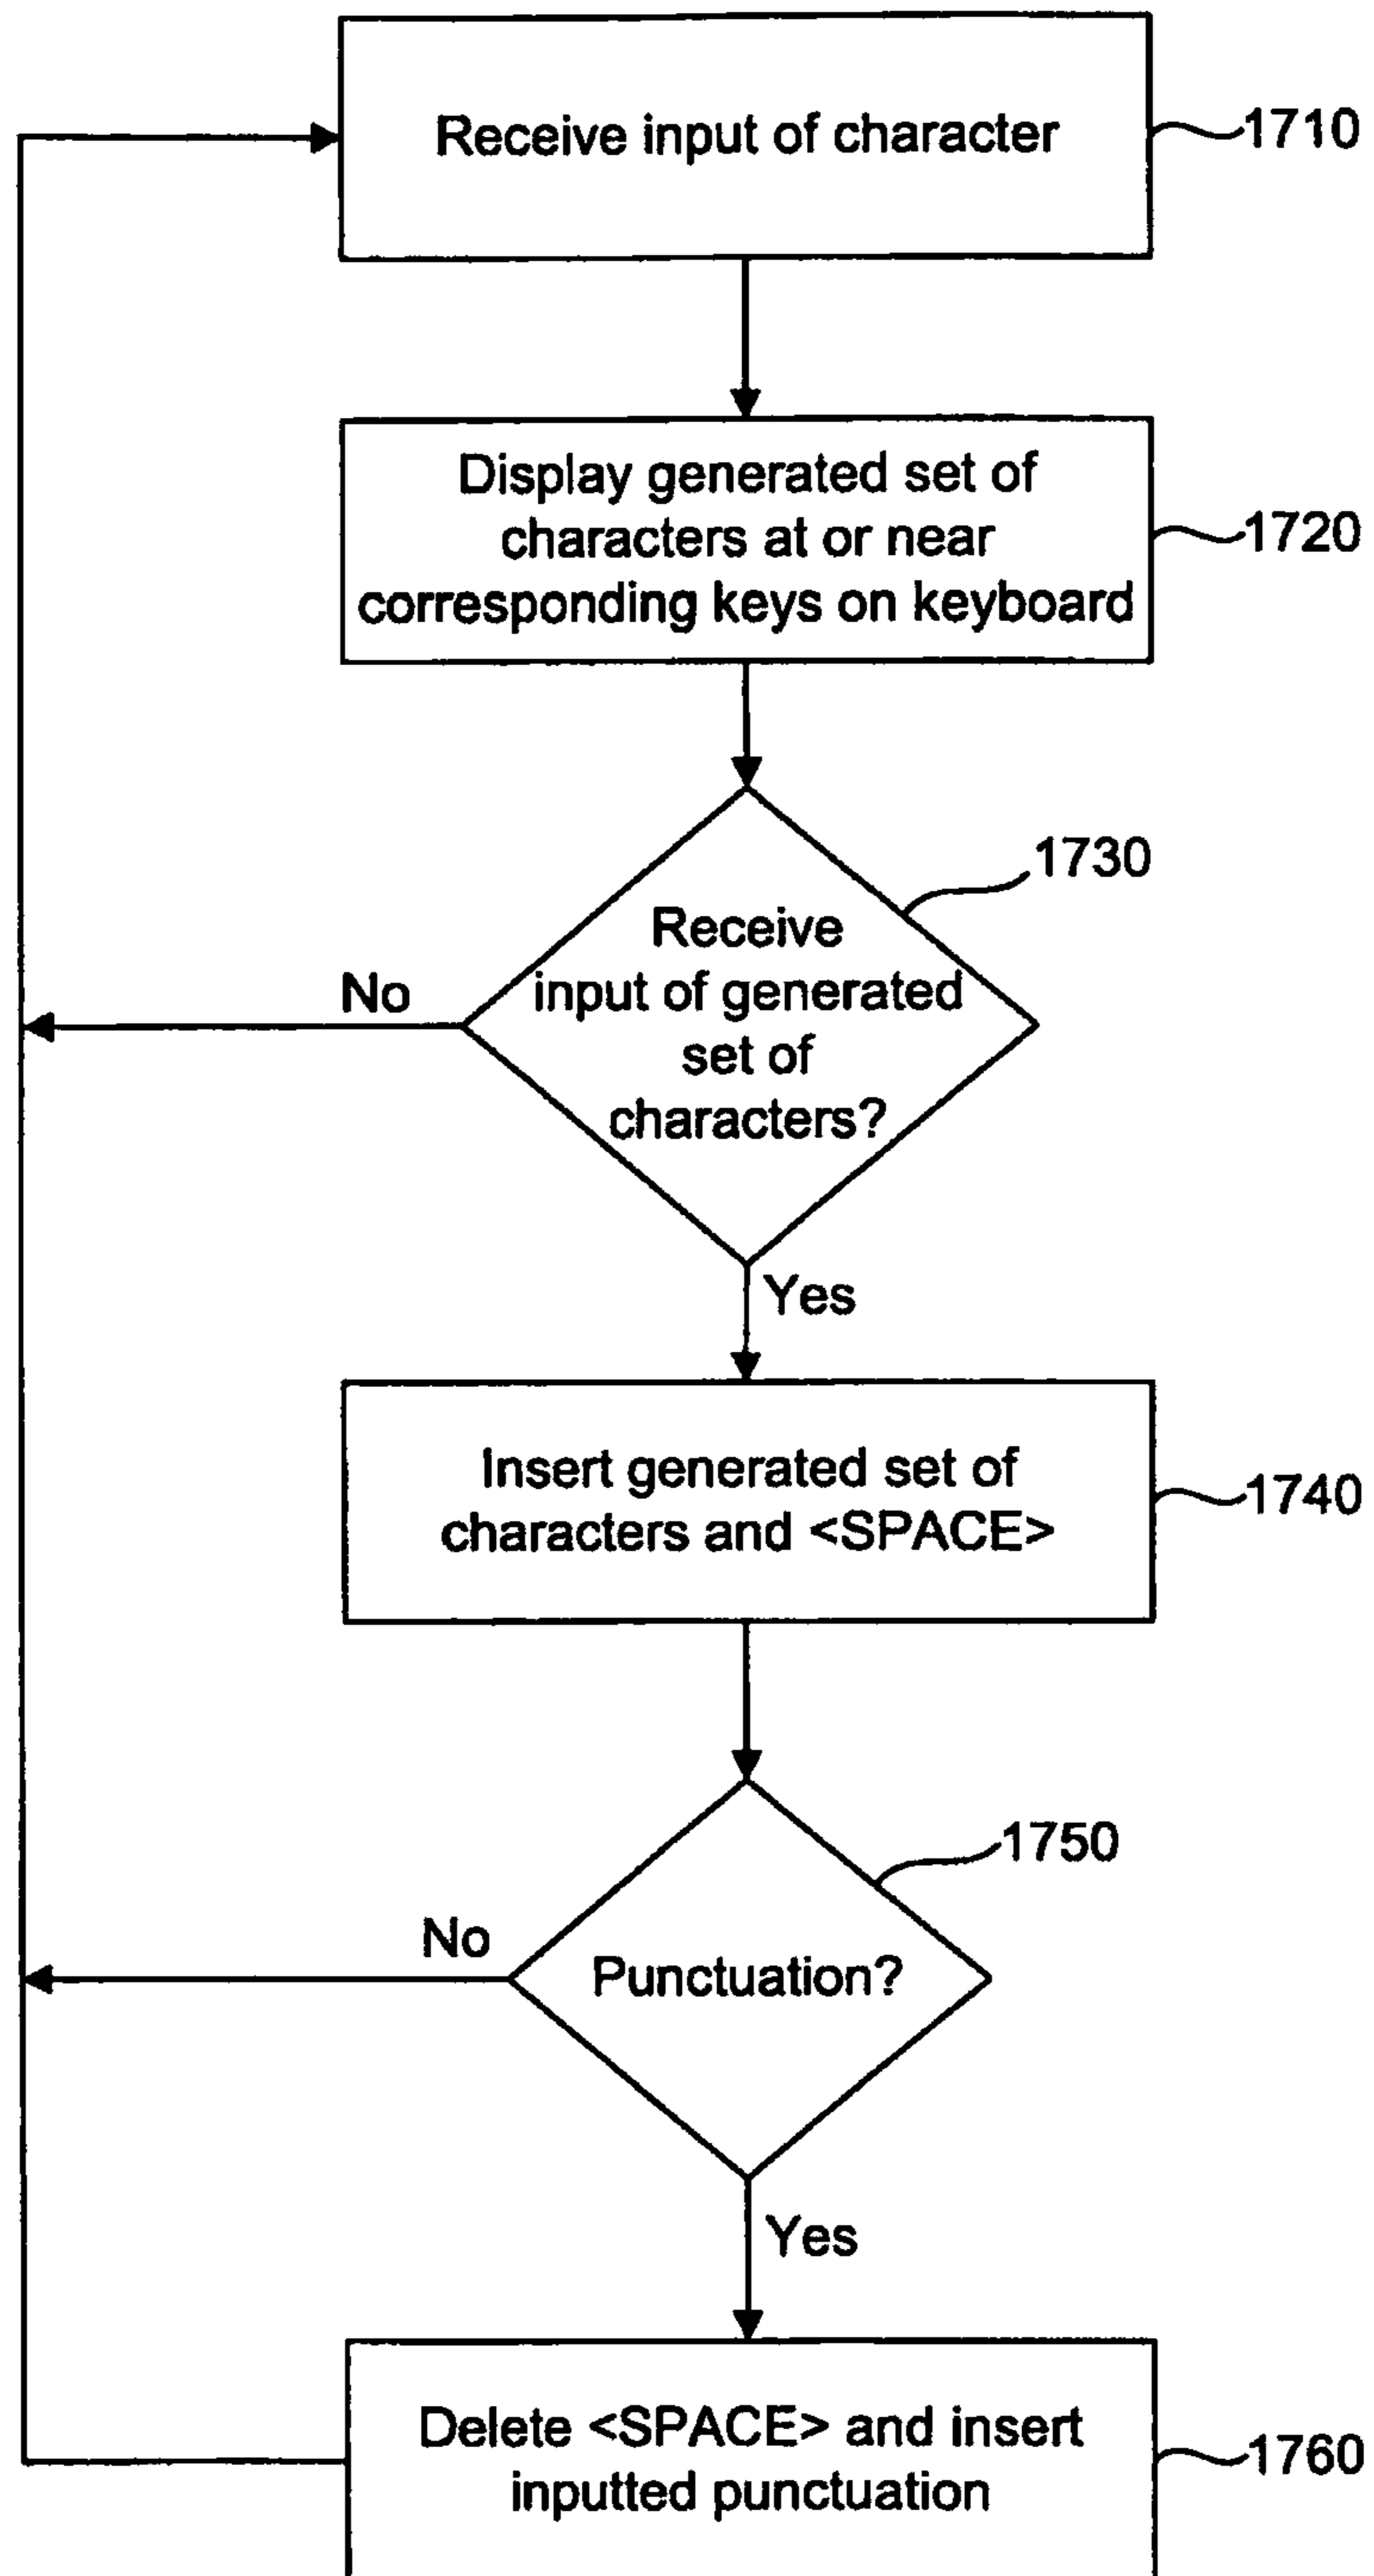 Receive input of character
1710
Display generated set of
characters at or near
corresponding keys on keyboard
1720
1730
Receive
input of generated
set of
characters?
No
Yes
Insert generated set of
characters and <SPACE>
1740
1750
No
Punctuation?
Yes
Delete <SPACE> and insert
inputted punctuation
1760